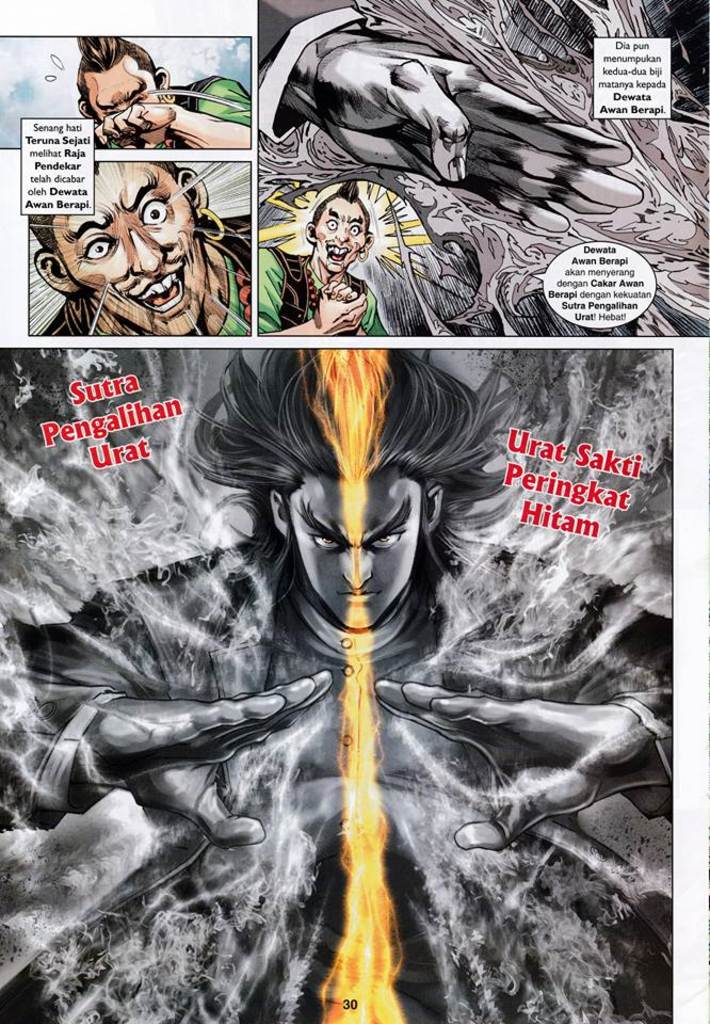 Senang hati
Teruna Sejati
melihat Raja
Pendekar
telah dicabar
oleh Dewata
Awan Berapi.
Dia pun
menumpukan
kedua-dua biji
matanya kepada
Dewata
Awan Berapi.
Dewata
Awan Berapi
akan menyerang
dengan Cakar Awan
Berapi dengan kekuatan
Sutra Pengalihan
Urat! Hebat!
Sutra
Pengalihan
Urat
Urat Sakti
Peringkat
Hitam
30